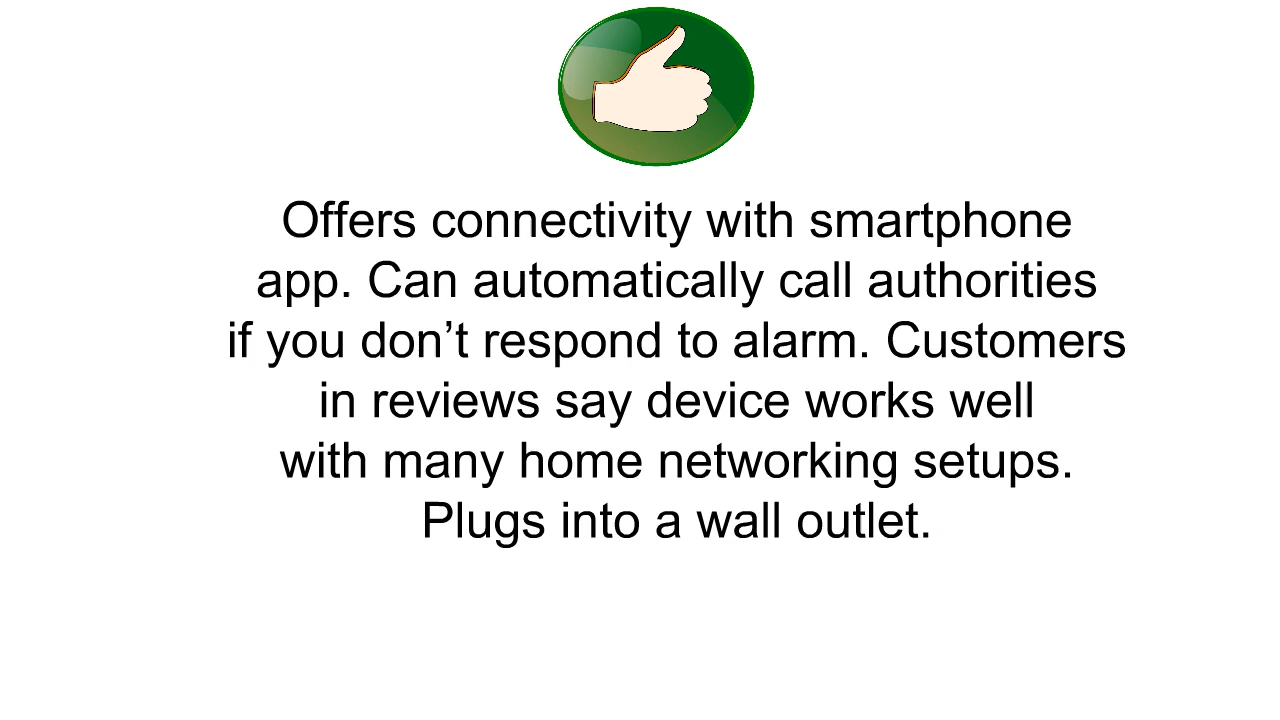 Offers connectivity with smartphone
app. Can automatically call authorities
if you don’t respond to alarm. Customers
in reviews say device works well
with many home networking setups.
Plugs into a wall outlet.